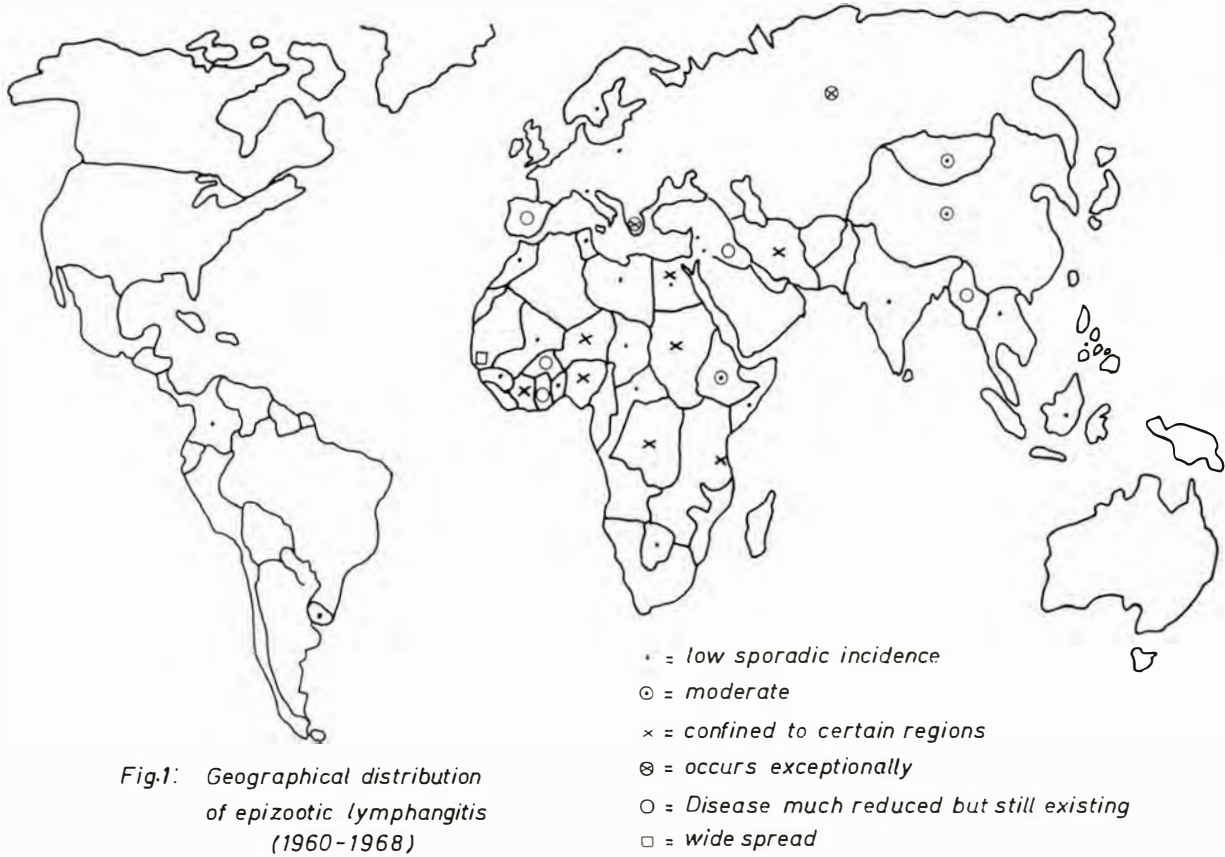 · = low sporadic incidence
⊙ = moderate
× = confined to certain regions
⊗ = occurs exceptionally
○ = Disease much reduced but still existing
□ = wide spread
Fig.1: Geographical distribution
of epizootic lymphangitis
(1960-1968)